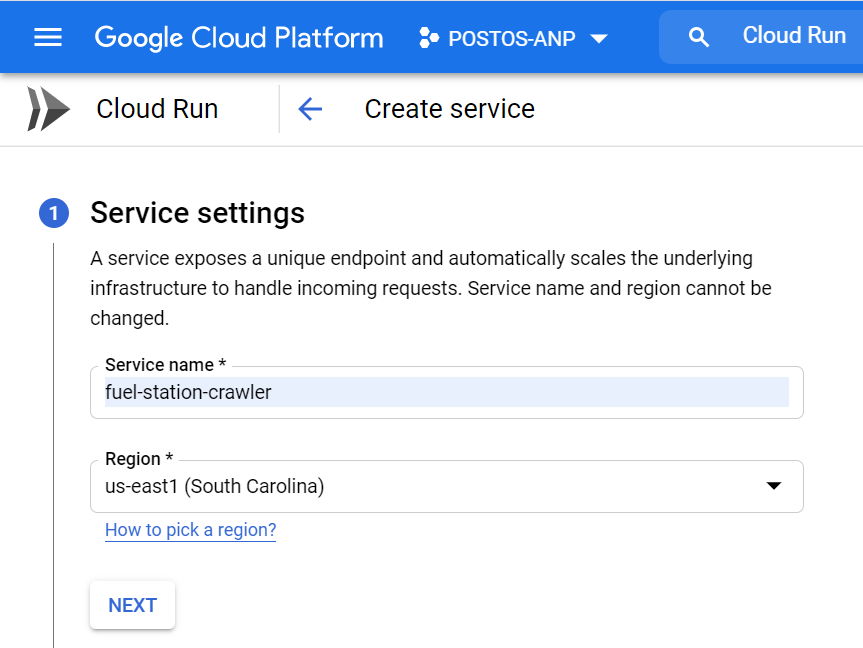 Google Cloud Platform POSTOS-ANP Cloud Run
Cloud Run Create service
1 Service settings
A service exposes a unique endpoint and automatically scales the underlying
infrastructure to handle incoming requests. Service name and region cannot be
changed.
Service name *
fuel-station-crawler
Region *
us-east1 (South Carolina)
How to pick a region?
NEXT